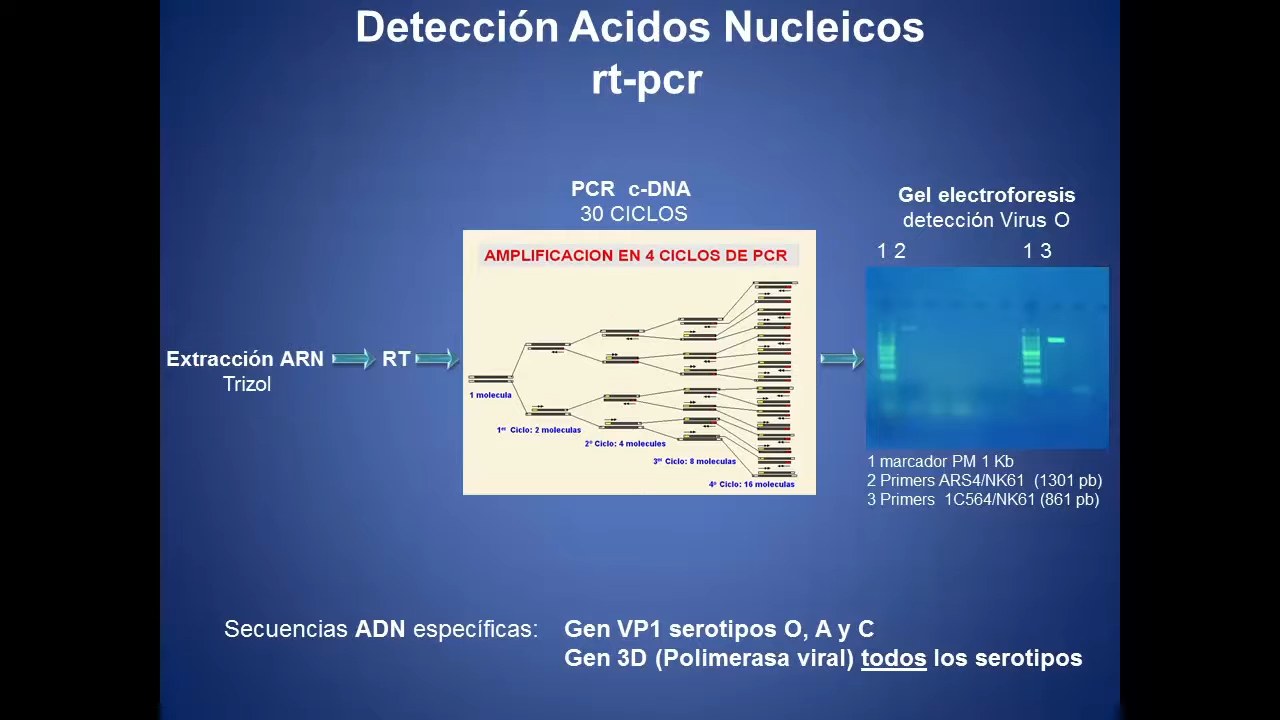 Detección Acidos Nucleicos
rt-pcr
PCR c-DNA
30 CICLOS
Gel electroforesis
detección Virus O
1 2
1 3
AMPLIFICACION EN 4 CICLOS DE PCR
Extracción ARN
Trizol
RT
1 molecula
1er Ciclo: 2 moleculas
2º Ciclo: 4 molecules
3er Ciclo: 8 moleculas
4º Ciclo: 16 moleculas
1 marcador PM 1 Kb
2 Primers ARS4/NK61 (1301 pb)
3 Primers 1C564/NK61 (861 pb)
Secuencias ADN específicas: Gen VP1 serotipos O, A y C
Gen 3D (Polimerasa viral) todos los serotipos